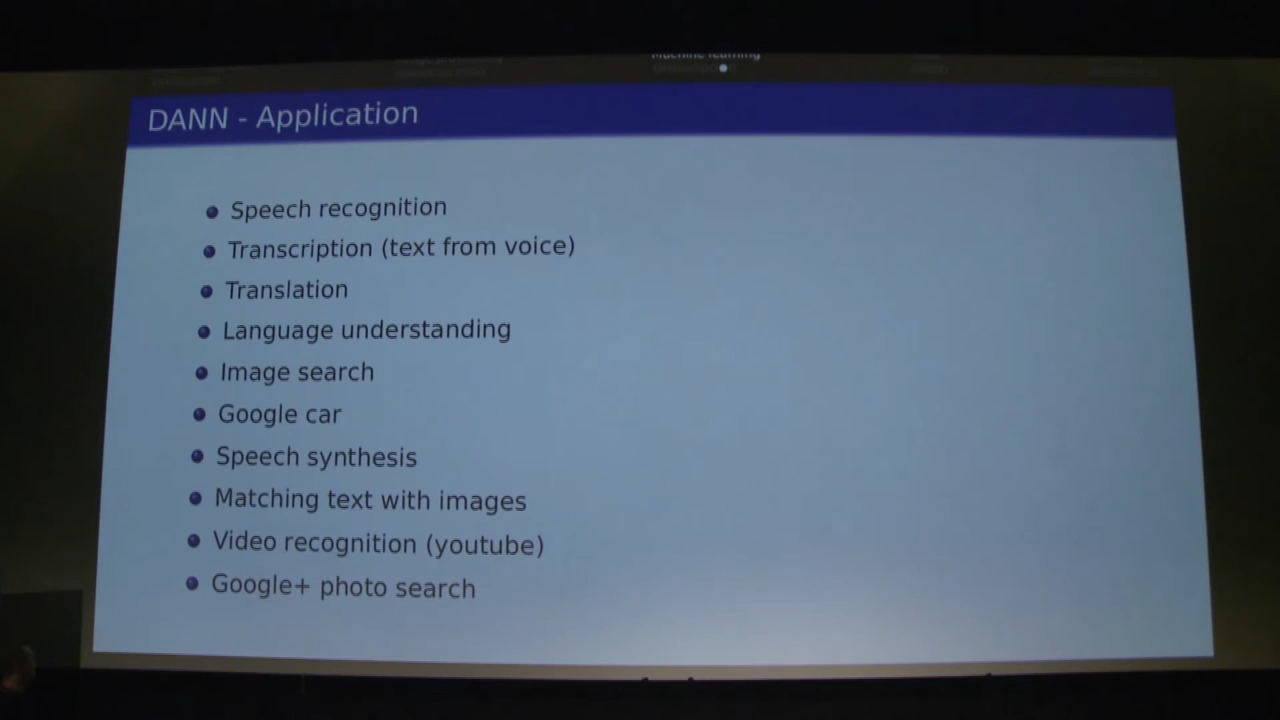 Machine learning
DANN - Application
Speech recognition
Transcription (text from voice)
Translation
Language understanding
Image search
Google car
Speech synthesis
Matching text with images
Video recognition (youtube)
Google+ photo search